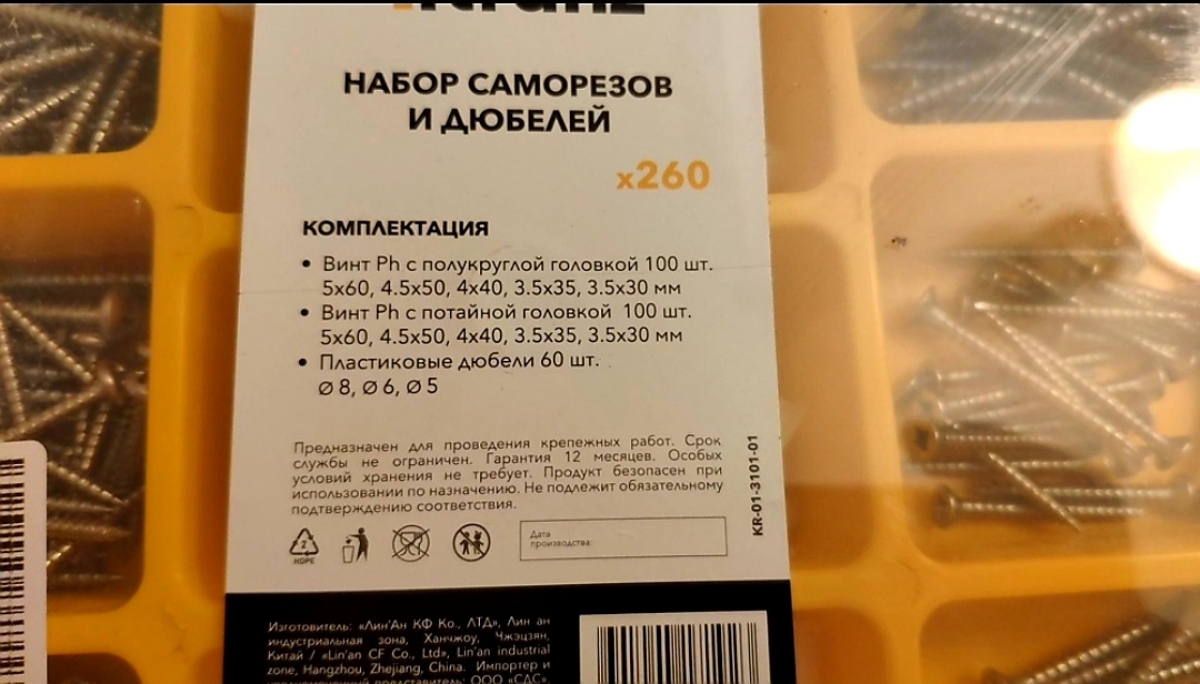 НАБОР САМОРЕЗОВ
И ДЮБЕЛЕЙ
x260
КОМПЛЕКТАЦИЯ
• Винт Ph с полукруглой головкой 100 шт.
5x60, 4.5x50, 4x40, 3.5x35, 3.5x30 мм
• Винт Ph с потайной головкой 100 шт.
5x60, 4.5x50, 4x40, 3.5x35, 3.5x30 мм
• Пластиковые дюбели 60 шт.
Ø 8, Ø 6, Ø 5
Предназначен для проведения крепежных работ. Срок
службы не ограничен. Гарантия 12 месяцев. Особых
условий хранения не требует. Продукт безопасен при
использовании по назначению. Не подлежит обязательному
подтверждению соответствия.
KR-01-3101-01
2
HDPE
Дата
производства:
Изготовитель: «Лин'Ан КФ Ко., ЛТД», Лин ан
индустриальная зона, Ханчжоу, Чжэцзян,
Китай / «Lin'an CF Co., Ltd», Lin'an industrial
zone, Hangzhou, Zhejiang, China. Импортер и
ООО «СДС»,